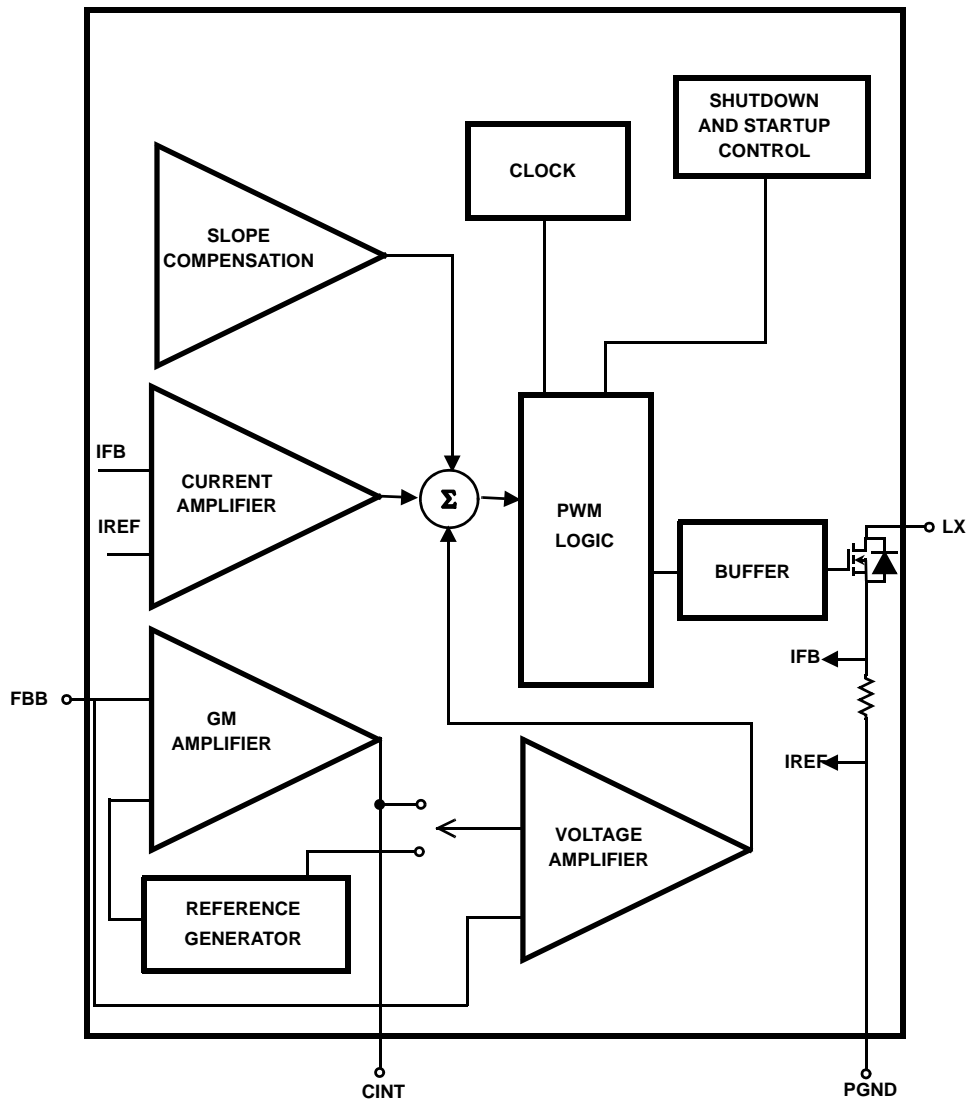 SHUTDOWN
AND STARTUP
CONTROL
CLOCK
SLOPE
COMPENSATION
IFB
CURRENT
AMPLIFIER
IREF
Σ
PWM
LOGIC
BUFFER
LX
IFB
IREF
FBB
GM
AMPLIFIER
VOLTAGE
AMPLIFIER
REFERENCE
GENERATOR
CINT
PGND